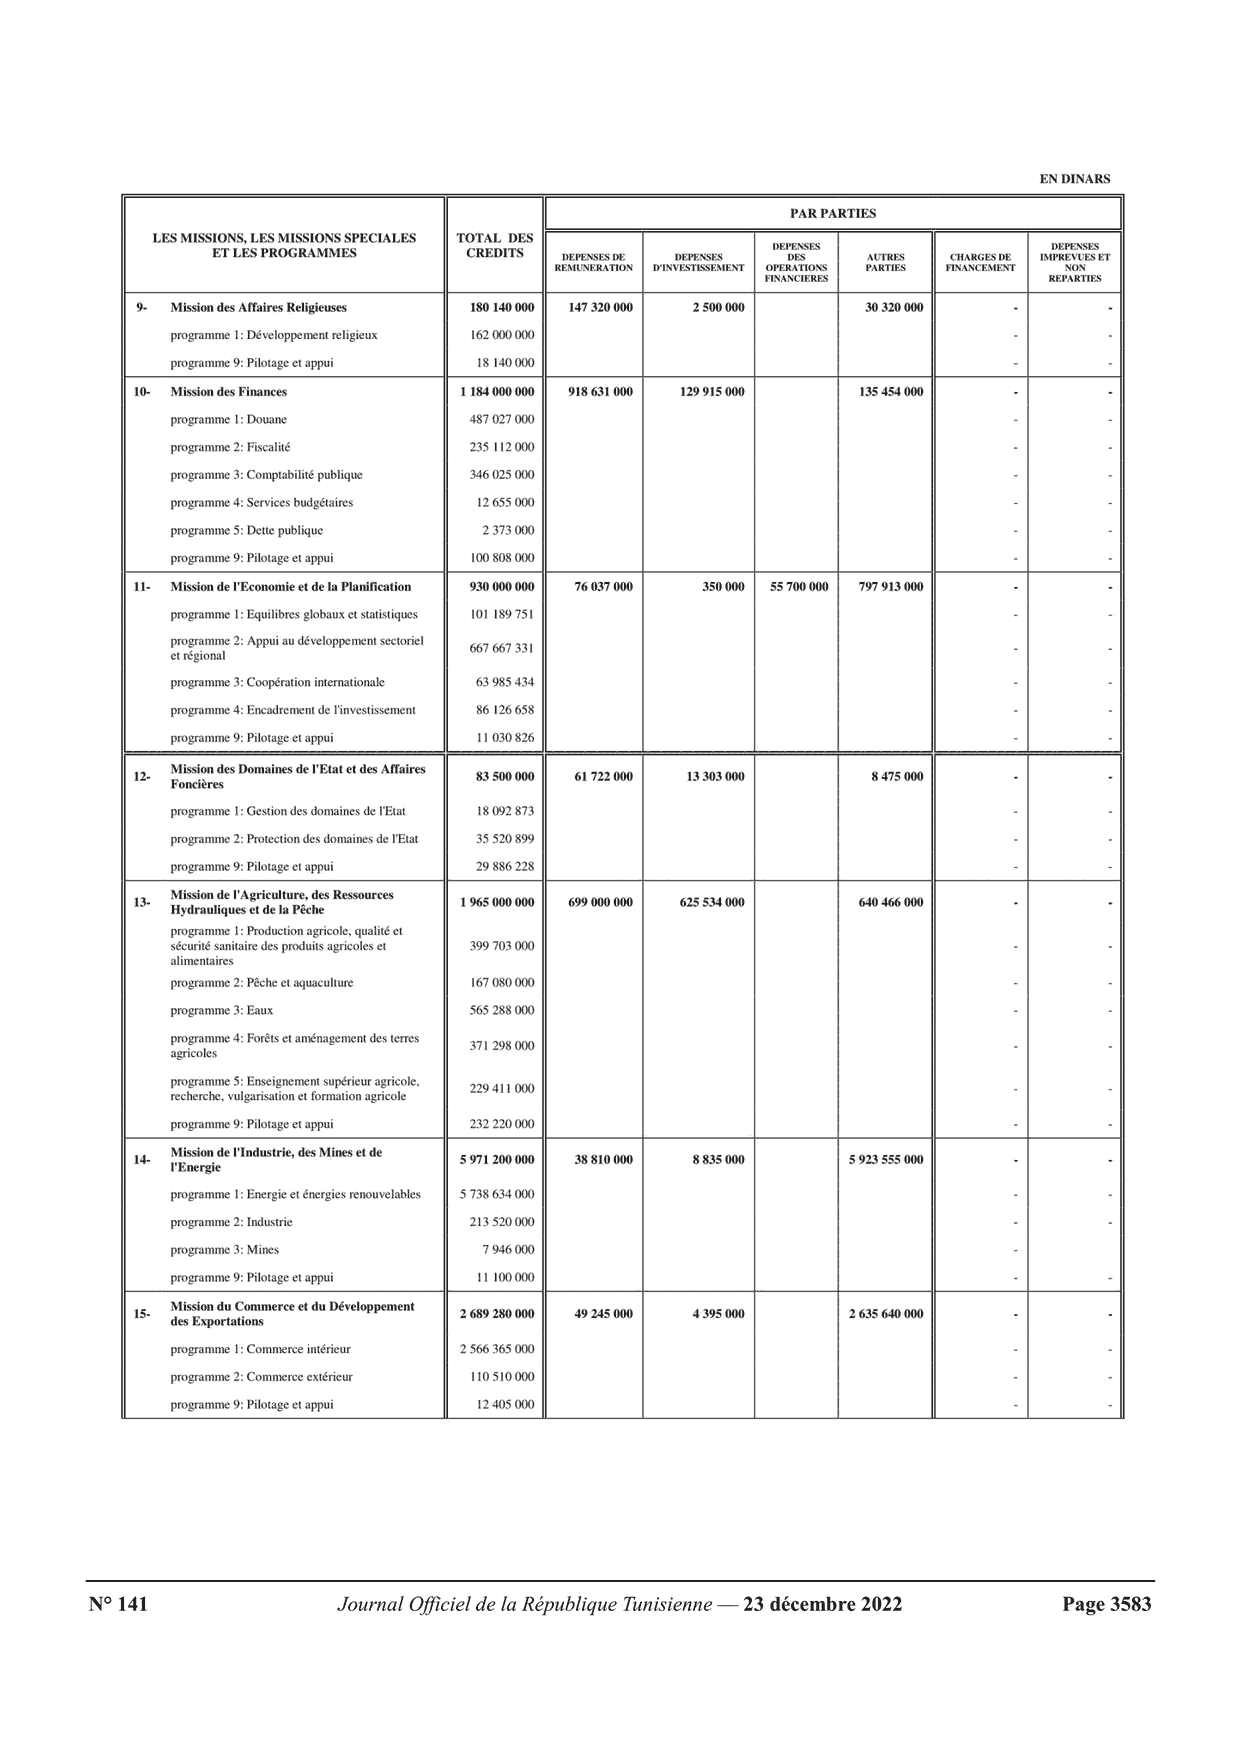 EN DINARS
LES MISSIONS, LES MISSIONS SPECIALES
ET LES PROGRAMMES
TOTAL DES
CREDITS
PAR PARTIES
DEPENSES DE
REMUNERATION
DEPENSES
D'INVESTISSEMENT
DEPENSES
DES
OPERATIONS
FINANCIERES
AUTRES
PARTIES
CHARGES DE
FINANCEMENT
DEPENSES
IMPREVUES ET
NON
REPARTIES
9- Mission des Affaires Religieuses 180 140 000 147 320 000 2 500 000 30 320 000 - -
programme 1: Développement religieux 162 000 000 - -
programme 9: Pilotage et appui 18 140 000 - -
10- Mission des Finances 1 184 000 000 918 631 000 129 915 000 135 454 000 - -
programme 1: Douane 487 027 000 - -
programme 2: Fiscalité 235 112 000 - -
programme 3: Comptabilité publique 346 025 000 - -
programme 4: Services budgétaires 12 655 000 - -
programme 5: Dette publique 2 373 000 - -
programme 9: Pilotage et appui 100 808 000 - -
11- Mission de l'Economie et de la Planification 930 000 000 76 037 000 350 000 55 700 000 797 913 000 - -
programme 1: Equilibres globaux et statistiques 101 189 751 - -
programme 2: Appui au développement sectoriel
et régional 667 667 331 - -
programme 3: Coopération internationale 63 985 434 - -
programme 4: Encadrement de l'investissement 86 126 658 - -
programme 9: Pilotage et appui 11 030 826 - -
12- Mission des Domaines de l'Etat et des Affaires
Foncières 83 500 000 61 722 000 13 303 000 8 475 000 - -
programme 1: Gestion des domaines de l'Etat 18 092 873 - -
programme 2: Protection des domaines de l'Etat 35 520 899 - -
programme 9: Pilotage et appui 29 886 228 - -
13- Mission de l'Agriculture, des Ressources
Hydrauliques et de la Pêche 1 965 000 000 699 000 000 625 534 000 640 466 000 - -
programme 1: Production agricole, qualité et
sécurité sanitaire des produits agricoles et
alimentaires 399 703 000 - -
programme 2: Pêche et aquaculture 167 080 000 - -
programme 3: Eaux 565 288 000 - -
programme 4: Forêts et aménagement des terres
agricoles 371 298 000 - -
programme 5: Enseignement supérieur agricole,
recherche, vulgarisation et formation agricole 229 411 000 - -
programme 9: Pilotage et appui 232 220 000 - -
14- Mission de l'Industrie, des Mines et de
l'Energie 5 971 200 000 38 810 000 8 835 000 5 923 555 000 - -
programme 1: Energie et énergies renouvelables 5 738 634 000 - -
programme 2: Industrie 213 520 000 - -
programme 3: Mines 7 946 000 -
programme 9: Pilotage et appui 11 100 000 - -
15- Mission du Commerce et du Développement
des Exportations 2 689 280 000 49 245 000 4 395 000 2 635 640 000 - -
programme 1: Commerce intérieur 2 566 365 000 - -
programme 2: Commerce extérieur 110 510 000 - -
programme 9: Pilotage et appui 12 405 000 - -
N° 141 Journal Officiel de la République Tunisienne — 23 décembre 2022 Page 3583